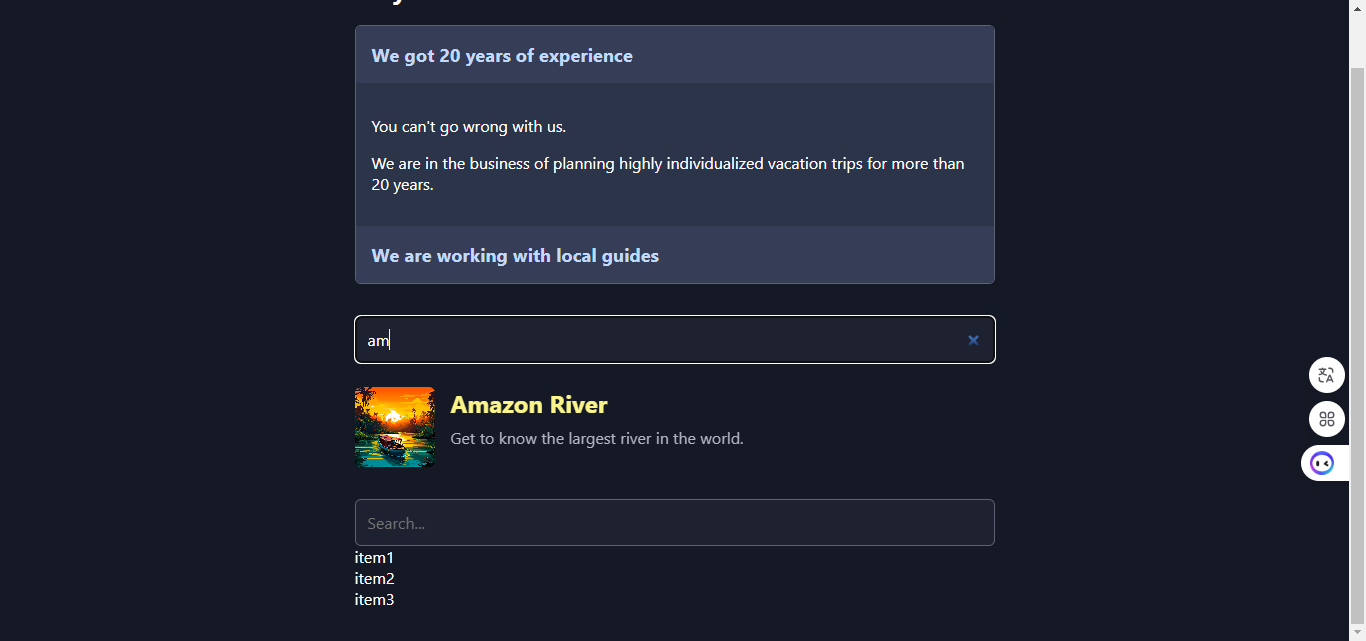 We got 20 years of experience
You can't go wrong with us.
We are in the business of planning highly individualized vacation trips for more than
20 years.
We are working with local guides
am
Amazon River
Get to know the largest river in the world.
Search...
item1
item2
item3